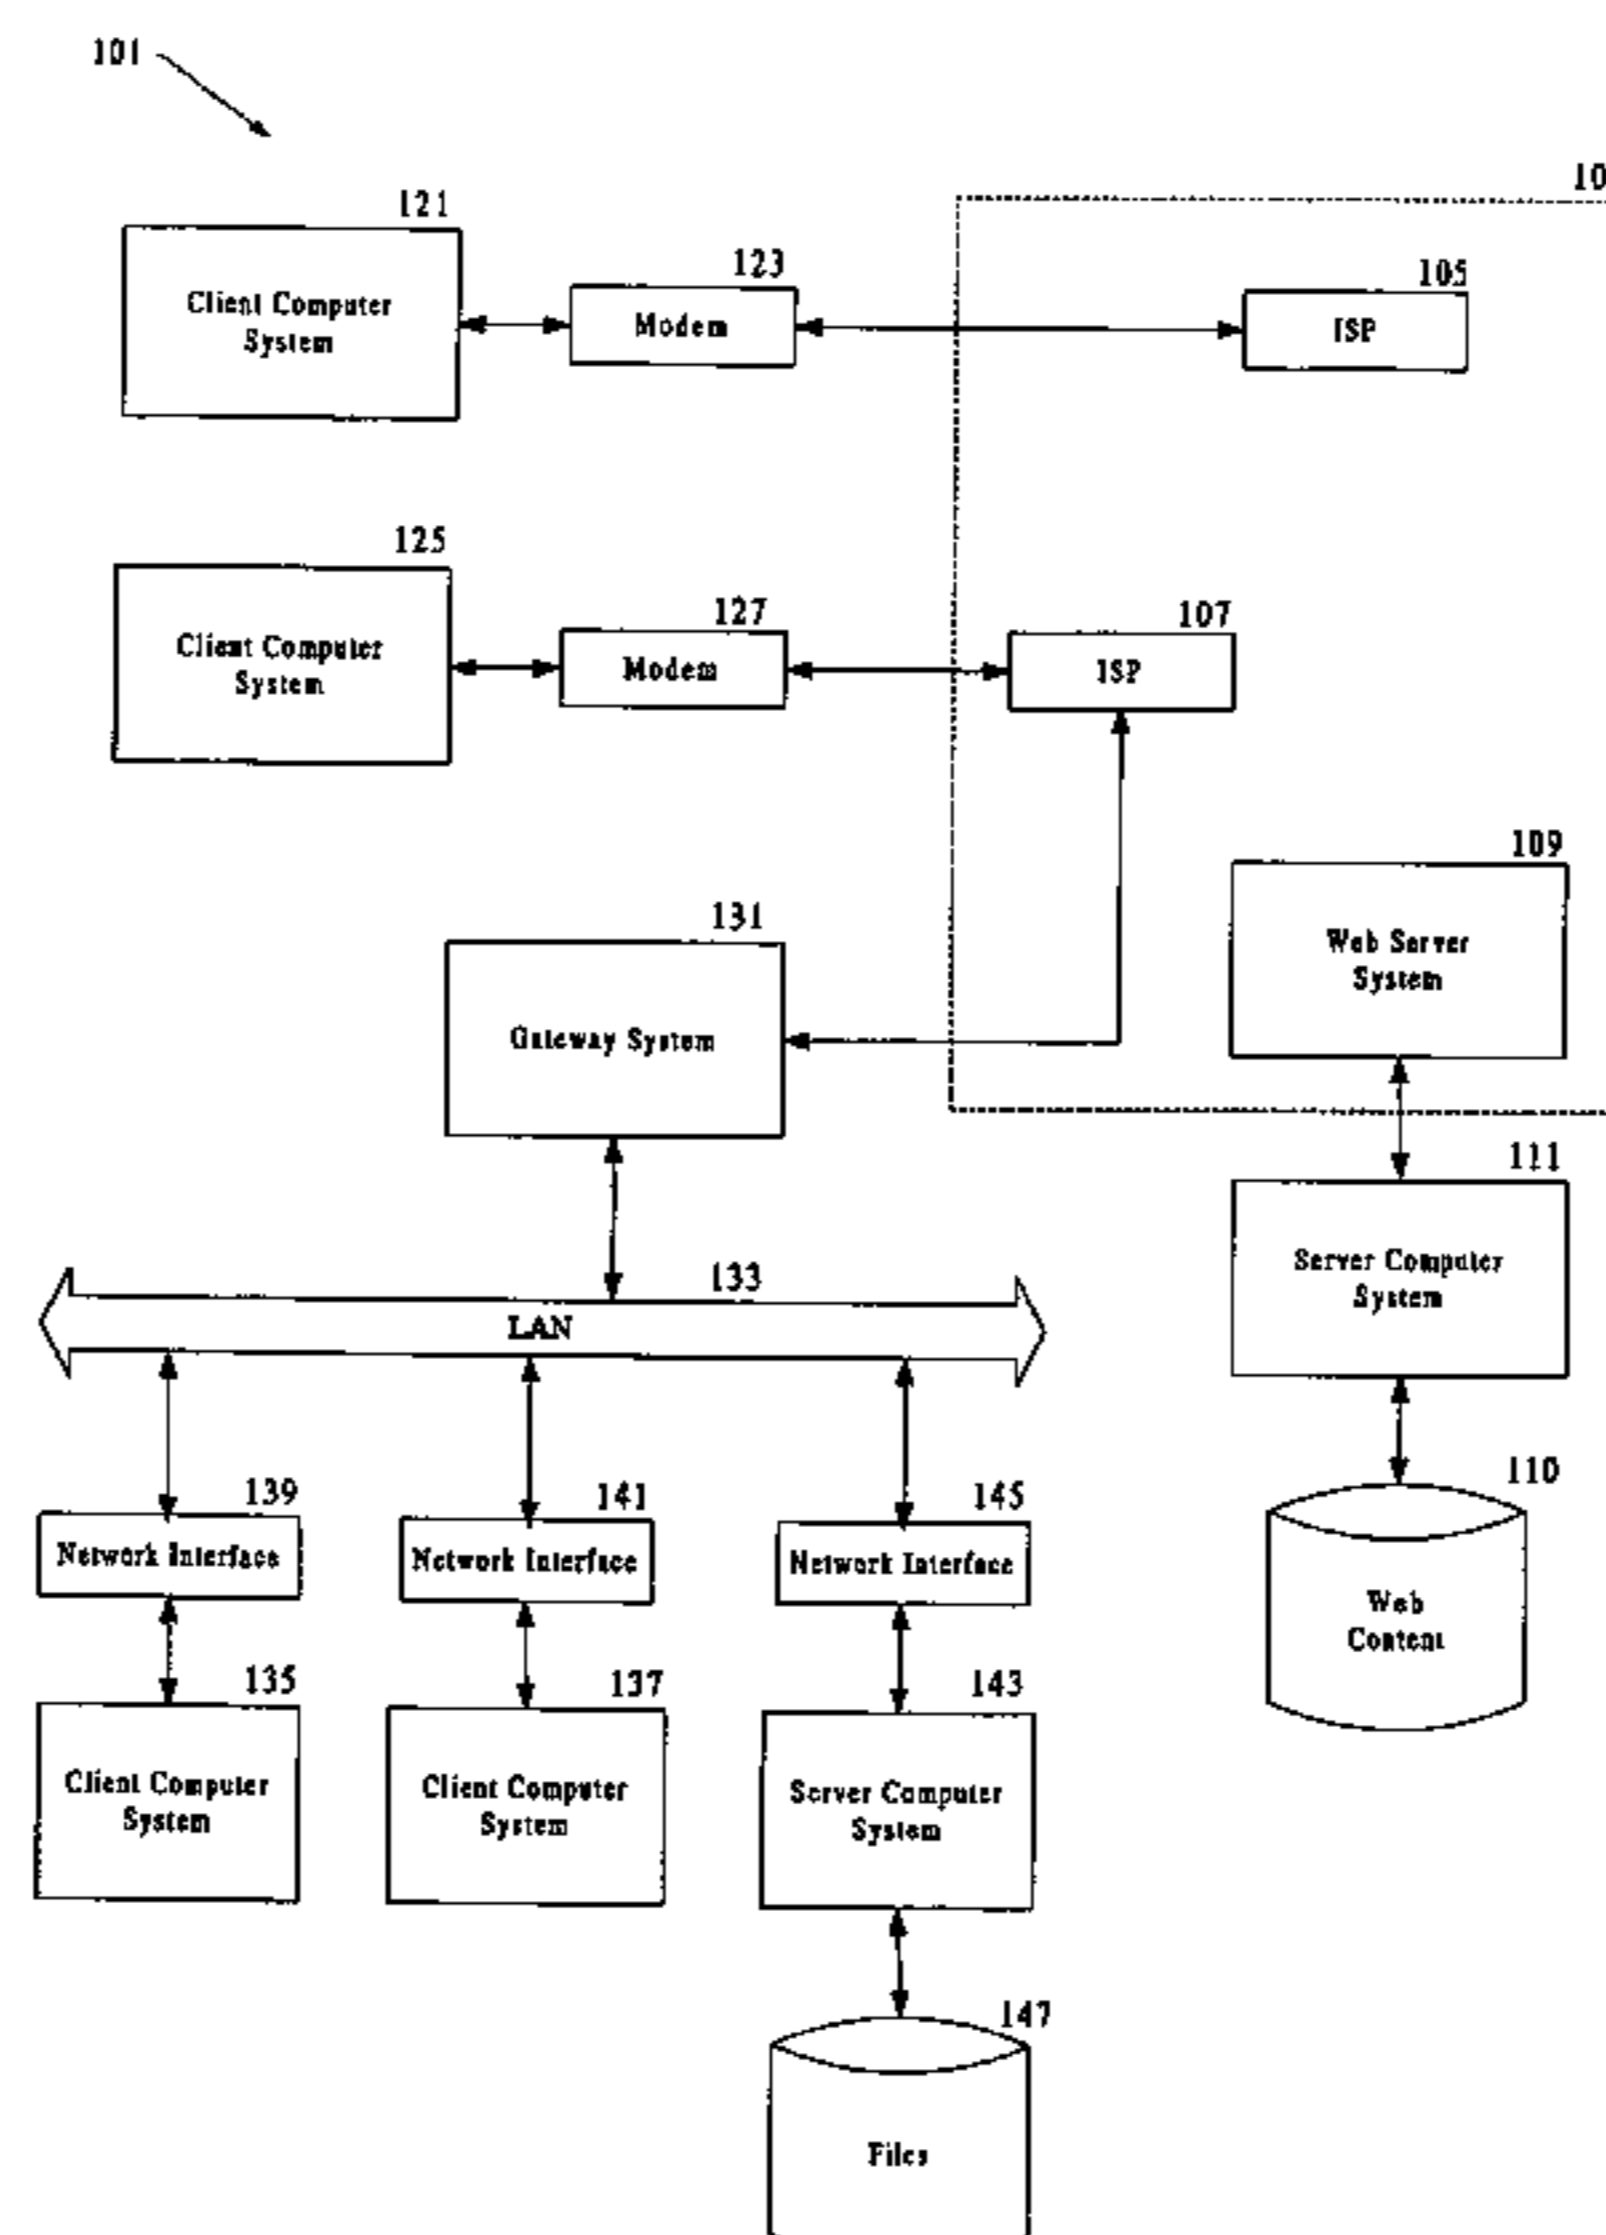 101
10
121
Client Computer
System
123
Modem
105
ISP
125
Client Computer
System
127
Modem
107
ISP
109
Web Server
System
131
Gateway System
111
Server Computer
System
133
LAN
110
Web
Content
139
Network Interface
141
Network Interface
145
Network Interface
135
Client Computer
System
137
Client Computer
System
143
Server Computer
System
147
Files